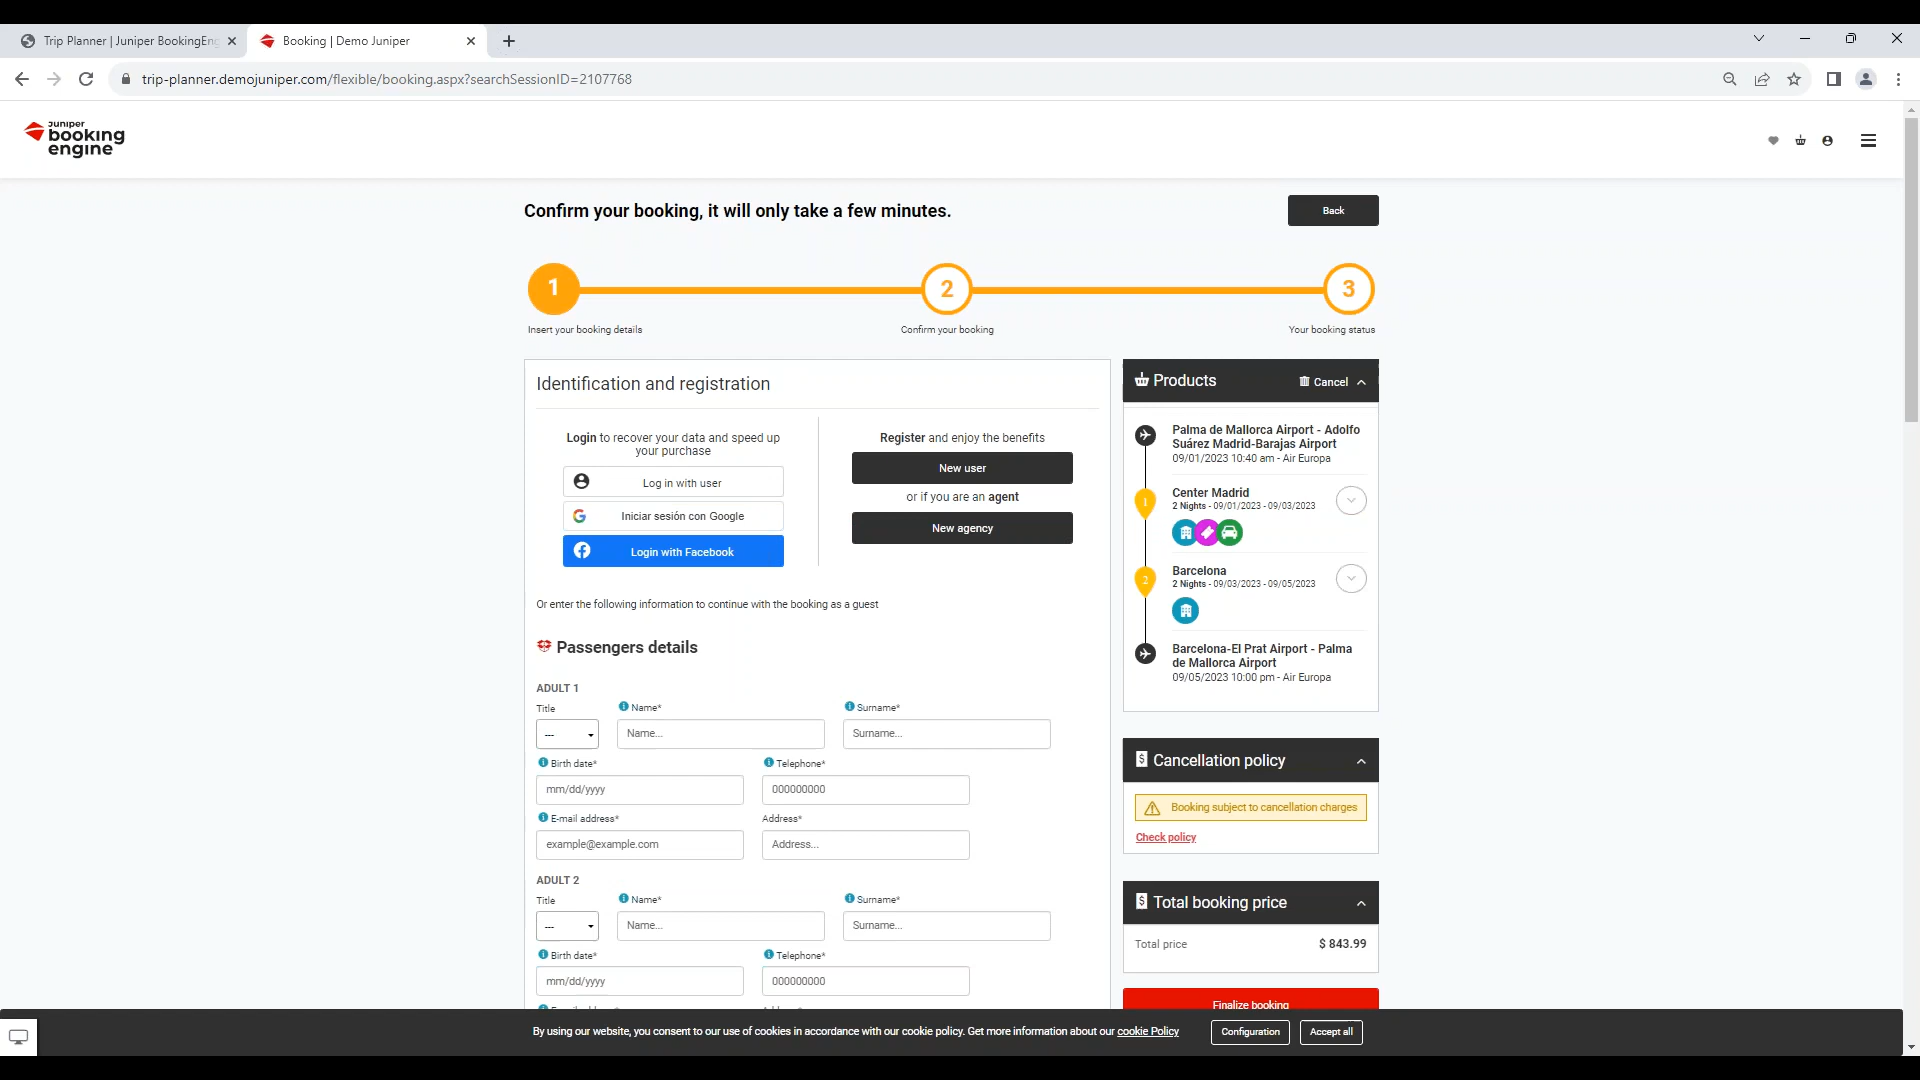 Trip Planner | Juniper BookingEng
Booking | Demo Juniper
trip-planner.demojuniper.com/flexible/booking.aspx?searchSessionID=2107768
Juniper
booking
engine
Confirm your booking, it will only take a few minutes.
Back
1
2
3
Insert your booking details
Confirm your booking
Your booking status
Identification and registration
Login to recover your data and speed up
your purchase
Log in with user
Iniciar sesión con Google
Login with Facebook
Register and enjoy the benefits
New user
or if you are an agent
New agency
Or enter the following information to continue with the booking as a guest
Passengers details
ADULT 1
Title
Name*
Surname*
---
Name...
Surname...
Birth date*
Telephone*
mm/dd/yyyy
000000000
E-mail address*
Address*
example@example.com
Address...
ADULT 2
Title
Name*
Surname*
---
Name...
Surname...
Birth date*
Telephone*
mm/dd/yyyy
000000000
Products
Cancel
Palma de Mallorca Airport - Adolfo
Suárez Madrid-Barajas Airport
09/01/2023 10:40 am - Air Europa
1
Center Madrid
2 Nights - 09/01/2023 - 09/03/2023
2
Barcelona
2 Nights - 09/03/2023 - 09/05/2023
Barcelona-El Prat Airport - Palma
de Mallorca Airport
09/05/2023 10:00 pm - Air Europa
Cancellation policy
Booking subject to cancellation charges
Check policy
Total booking price
Total price
$ 843.99
Finalize booking
By using our website, you consent to our use of cookies in accordance with our cookie policy. Get more information about our cookie Policy
Configuration
Accept all